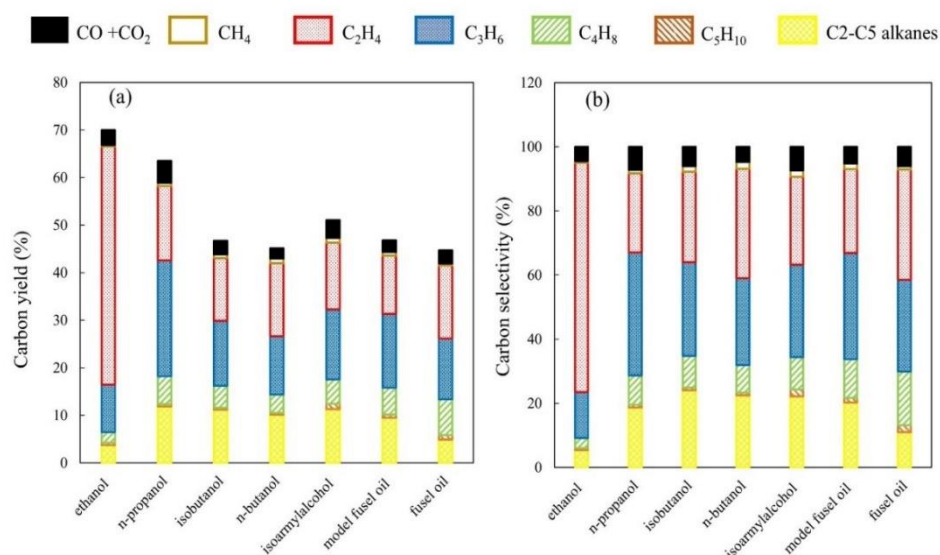 CO +CO₂ CH₄ C₂H₄ C₃H₆ C₄H₈ C₅H₁₀ C2-C5 alkanes
(a)
Carbon yield (%)
80
70
60
50
40
30
20
10
0
ethanol
n-propanol
isobutanol
n-butanol
isoarmylalcohol
model fusel oil
fusel oil
(b)
Carbon selectivity (%)
120
100
80
60
40
20
0
ethanol
n-propanol
isobutanol
n-butanol
isoarmylalcohol
model fusel oil
fusel oil